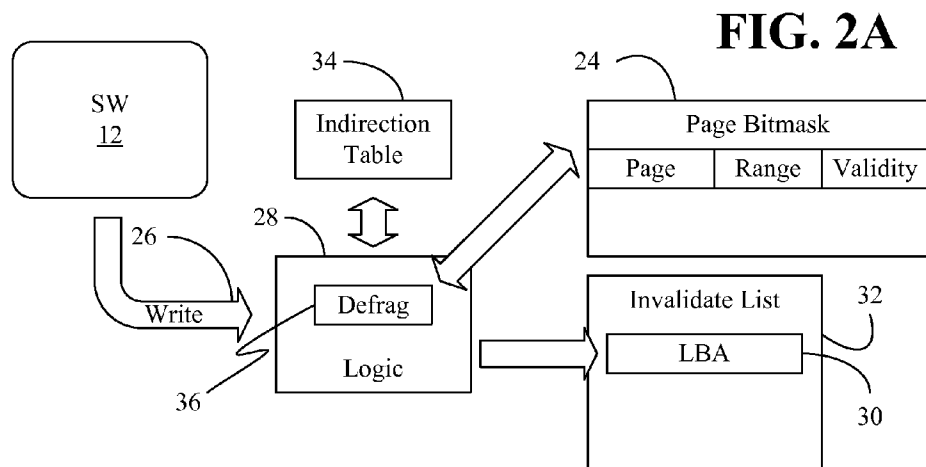 FIG. 2A
34
24
SW
12
Indirection
Table
Page Bitmask
Page Range Validity
28
26
Write
Defrag
Logic
36
Invalidate List
LBA
32
30